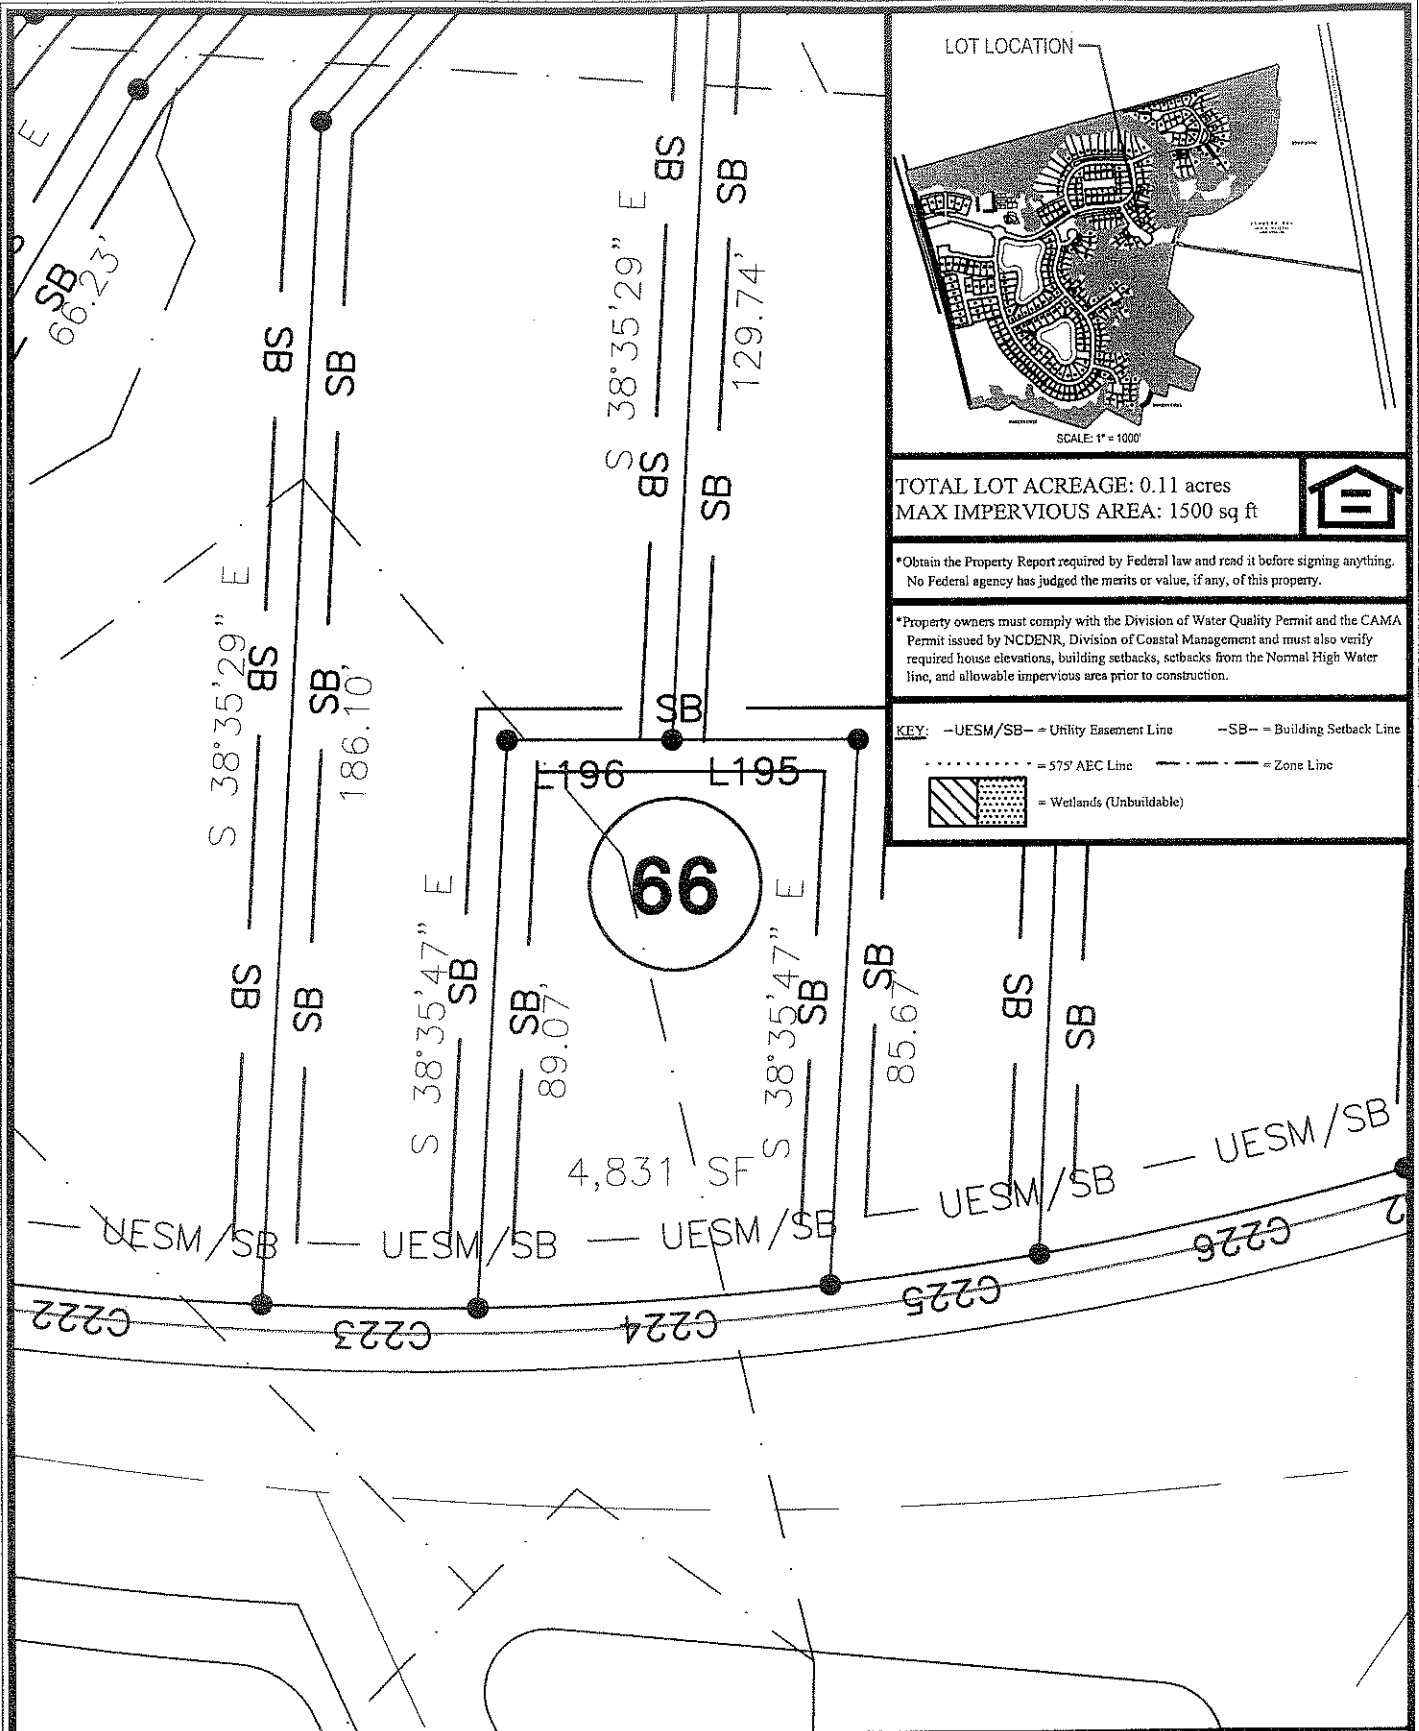 LOT LOCATION
SCALE: 1" = 1000'
TOTAL LOT ACREAGE: 0.11 acres
MAX IMPERVIOUS AREA: 1500 sq ft
*Obtain the Property Report required by Federal law and read it before signing anything.
No Federal agency has judged the merits or value, if any, of this property.
*Property owners must comply with the Division of Water Quality Permit and the CAMA
Permit issued by NCDENR, Division of Coastal Management and must also verify
required house elevations, building setbacks, setbacks from the Normal High Water
line, and allowable impervious area prior to construction.
KEY: -UESM/SB- = Utility Easement Line -SB- = Building Setback Line
= 575' AEC Line = Zone Line
= Wetlands (Unbuildable)
E
SB
66.23'
SB
SB
S 38°35'29" E
SB
SB
186.10'
SB
SB
SB
SB
S 38°35'29" E
129.74'
SB
SB
SB
L196 L195
66
S 38°35'47" E
SB
SB
89.07'
S 38°35'47" E
SB
SB
85.67'
SB
SB
4,831 SF
UESM/SB UESM/SB UESM/SB UESM/SB UESM/SB
C222 C223 C224 C225 C226 2